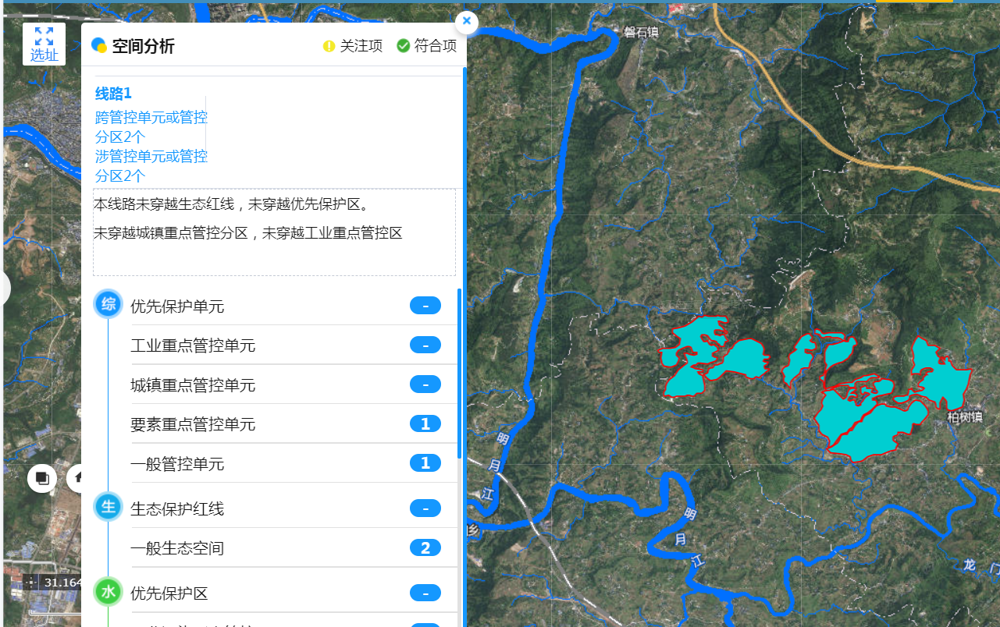 选址
空间分析
关注项
符合项
线路1
跨管控单元或管控
分区2个
涉管控单元或管控
分区2个
本线路未穿越生态红线，未穿越优先保护区。
未穿越城镇重点管控分区，未穿越工业重点管控区
综
优先保护单元
-
工业重点管控单元
-
城镇重点管控单元
-
要素重点管控单元
1
一般管控单元
1
生
生态保护红线
-
一般生态空间
2
水
优先保护区
-
31.164
磐石镇
柏树镇
明
月
江
乡
明
月
江
龙
门